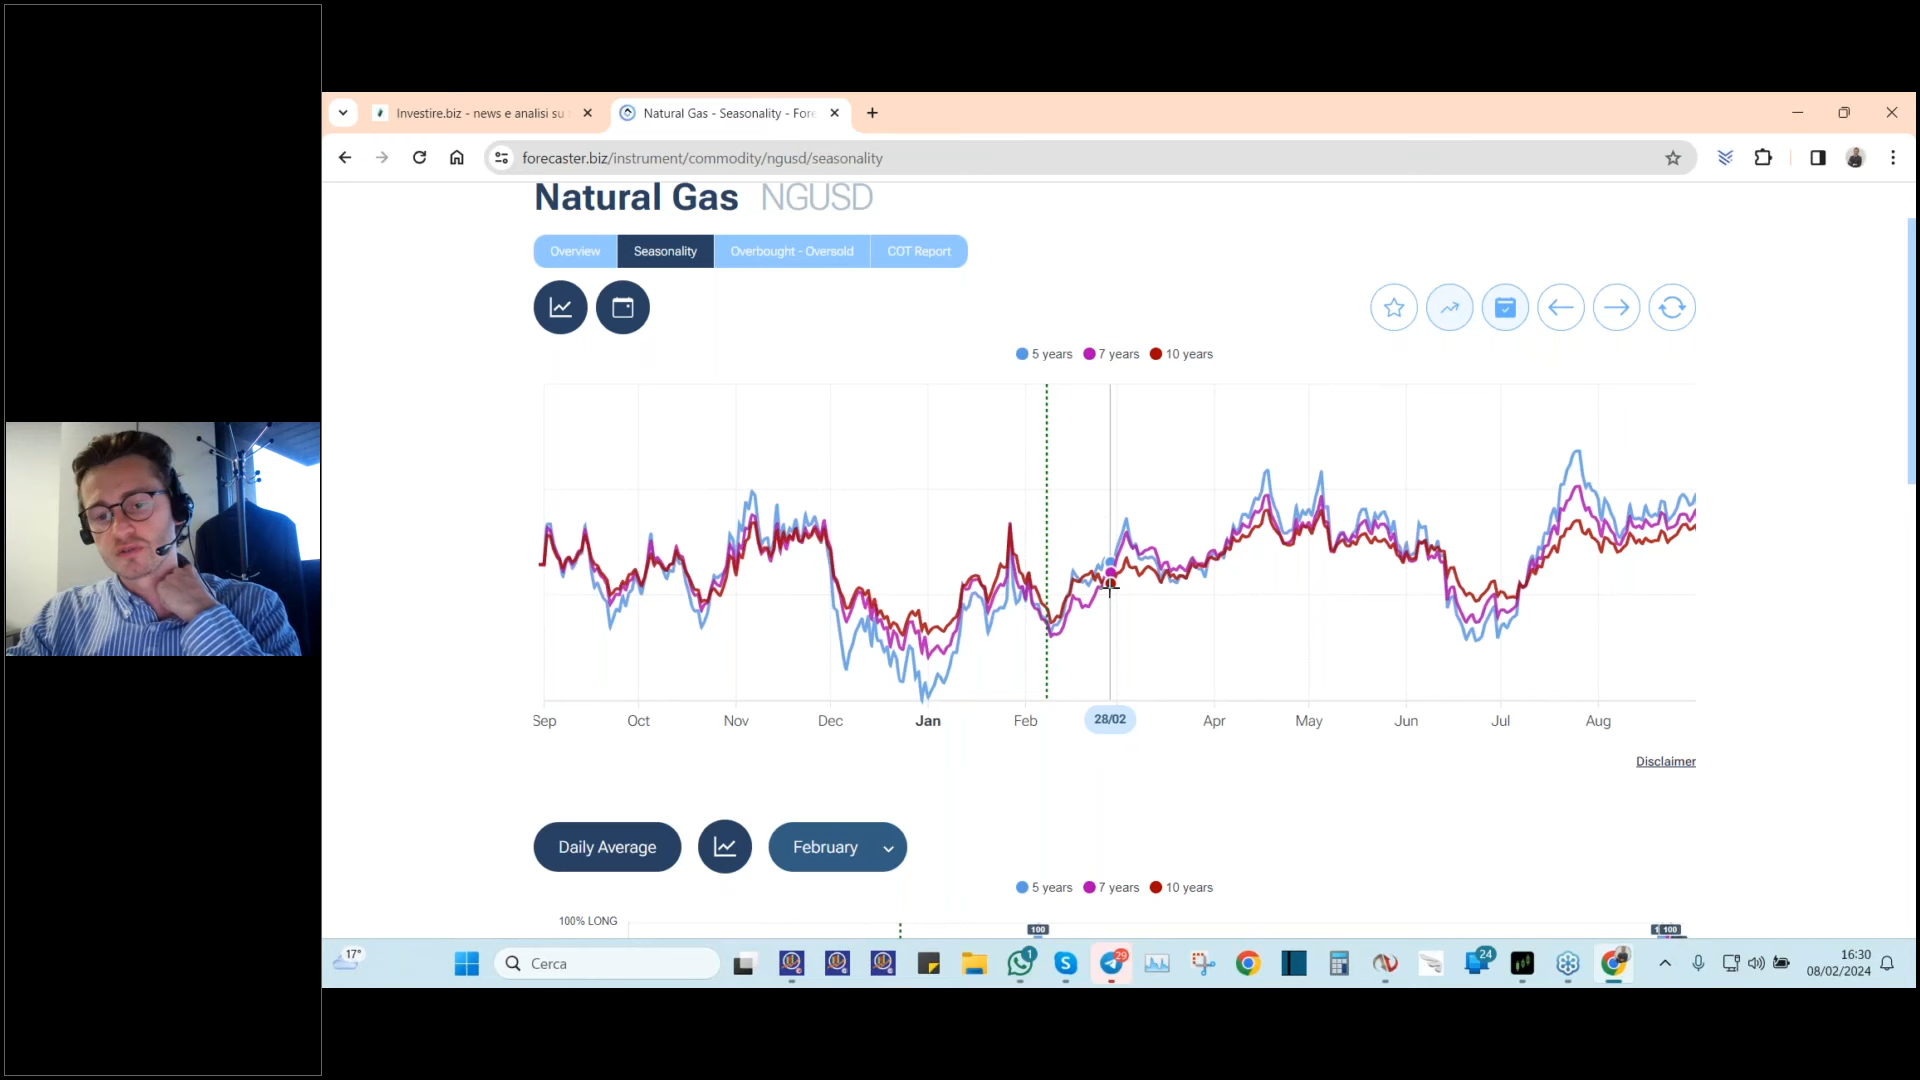 Investire.biz - news e analisi su
Natural Gas - Seasonality - Fore
forecaster.biz/instrument/commodity/ngusd/seasonality
Natural Gas NGUSD
Overview Seasonality Overbought - Oversold COT Report
5 years 7 years 10 years
Sep Oct Nov Dec Jan Feb 28/02 Apr May Jun Jul Aug
Disclaimer
Daily Average February
5 years 7 years 10 years
100% LONG
100 100
17° Cerca 1 29 24 16:30
08/02/2024